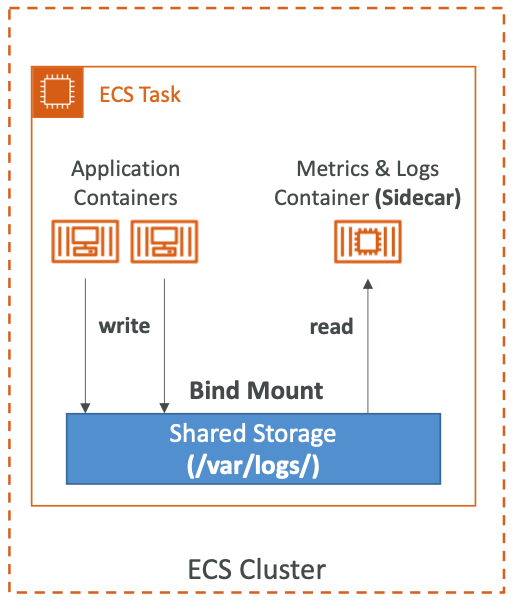 ECS Task
Application
Containers
Metrics & Logs
Container (Sidecar)
write
read
Bind Mount
Shared Storage
(/var/logs/)
ECS Cluster